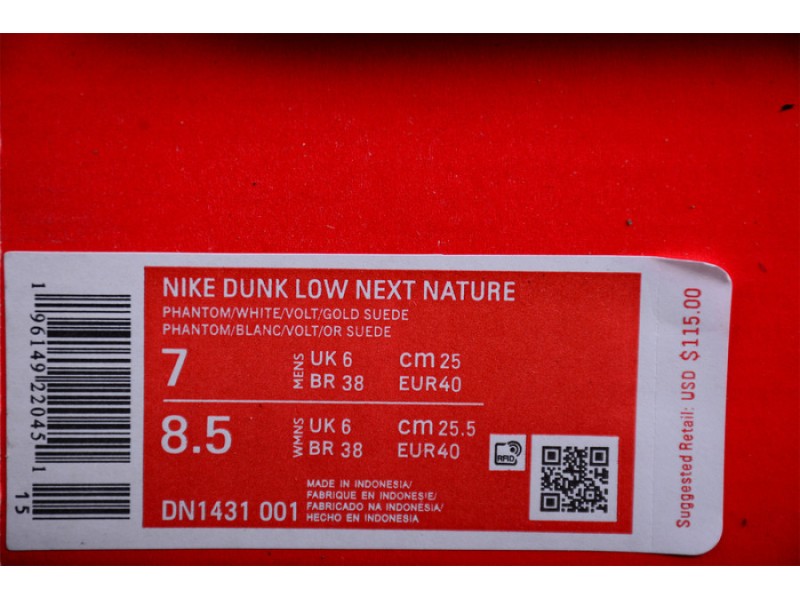 NIKE DUNK LOW NEXT NATURE
PHANTOM/WHITE/VOLT/GOLD SUEDE
PHANTOM/BLANC/VOLT/OR SUEDE
7 MENS UK 6 cm 25
BR 38 EUR40
8.5 WMNS UK 6 cm 25.5
BR 38 EUR40
RFID
MADE IN INDONESIA/
FABRIQUE EN INDONESIE/
FABRICADO NA INDONESIA/
HECHO EN INDONESIA
DN1431 001
1 96149 22045 1
15
Suggested Retail: USD $115.00